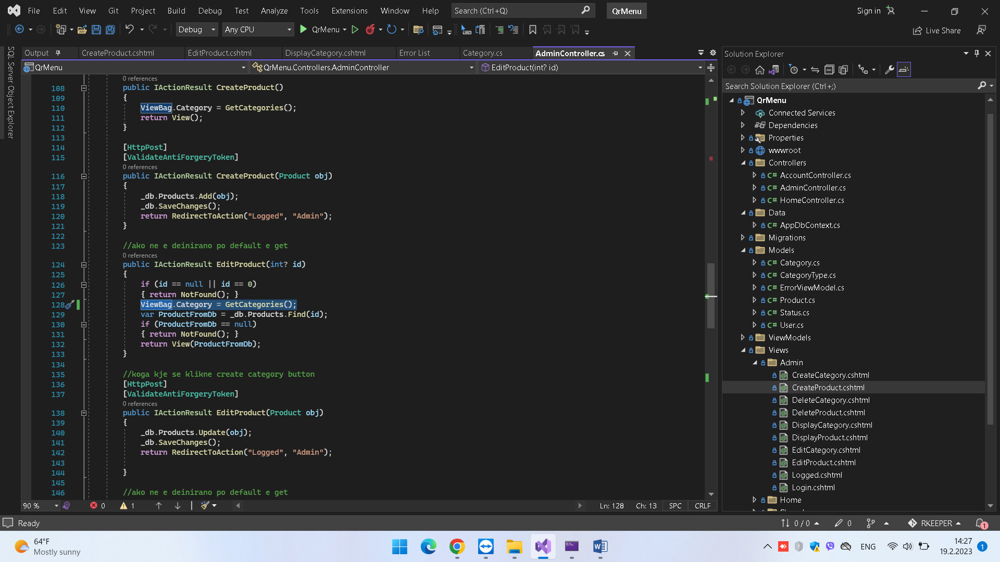 File Edit View Git Project Build Debug Test Analyze Tools Extensions Window Help Search (Ctrl+Q) QrMenu Sign in
Debug Any CPU QrMenu Live Share
SQL Server Object Explorer
Output CreateProduct.cshtml EditProduct.cshtml DisplayCategory.cshtml Error List Category.cs AdminController.cs
QrMenu QrMenu.Controllers.AdminController EditProduct(int? id)
0 references
108 public IActionResult CreateProduct()
109 {
110 ViewBag.Category = GetCategories();
111 return View();
112 }
113
114 [HttpPost]
115 [ValidateAntiForgeryToken]
0 references
116 public IActionResult CreateProduct(Product obj)
117 {
118 _db.Products.Add(obj);
119 _db.SaveChanges();
120 return RedirectToAction("Logged", "Admin");
121 }
122
123 //ako ne e deinirano po default e get
0 references
124 public IActionResult EditProduct(int? id)
125 {
126 if (id == null || id == 0)
127 { return NotFound(); }
128 ViewBag.Category = GetCategories();
129 var ProductFromDb = _db.Products.Find(id);
130 if (ProductFromDb == null)
131 { return NotFound(); }
132 return View(ProductFromDb);
133 }
134
135 //koga kje se klikne create category button
136 [HttpPost]
137 [ValidateAntiForgeryToken]
0 references
138 public IActionResult EditProduct(Product obj)
139 {
140 _db.Products.Update(obj);
141 _db.SaveChanges();
142 return RedirectToAction("Logged", "Admin");
143
144 }
145
146 //ako ne e deinirano po default e get
90 % 0 1 Ln: 128 Ch: 13 SPC CRLF
Solution Explorer
Search Solution Explorer (Ctrl+;)
QrMenu
Connected Services
Dependencies
Properties
wwwroot
Controllers
C# AccountController.cs
C# AdminController.cs
C# HomeController.cs
Data
C# AppDbContext.cs
Migrations
Models
C# Category.cs
C# CategoryType.cs
C# ErrorViewModel.cs
C# Product.cs
C# Status.cs
C# User.cs
ViewModels
Views
Admin
CreateCategory.cshtml
CreateProduct.cshtml
DeleteCategory.cshtml
DeleteProduct.cshtml
DisplayCategory.cshtml
DisplayProduct.cshtml
EditCategory.cshtml
EditProduct.cshtml
Logged.cshtml
Login.cshtml
Home
Ready 0 / 0 0 RKEEPER 1
64°F
Mostly sunny
ENG
14:27
19.2.2023 1